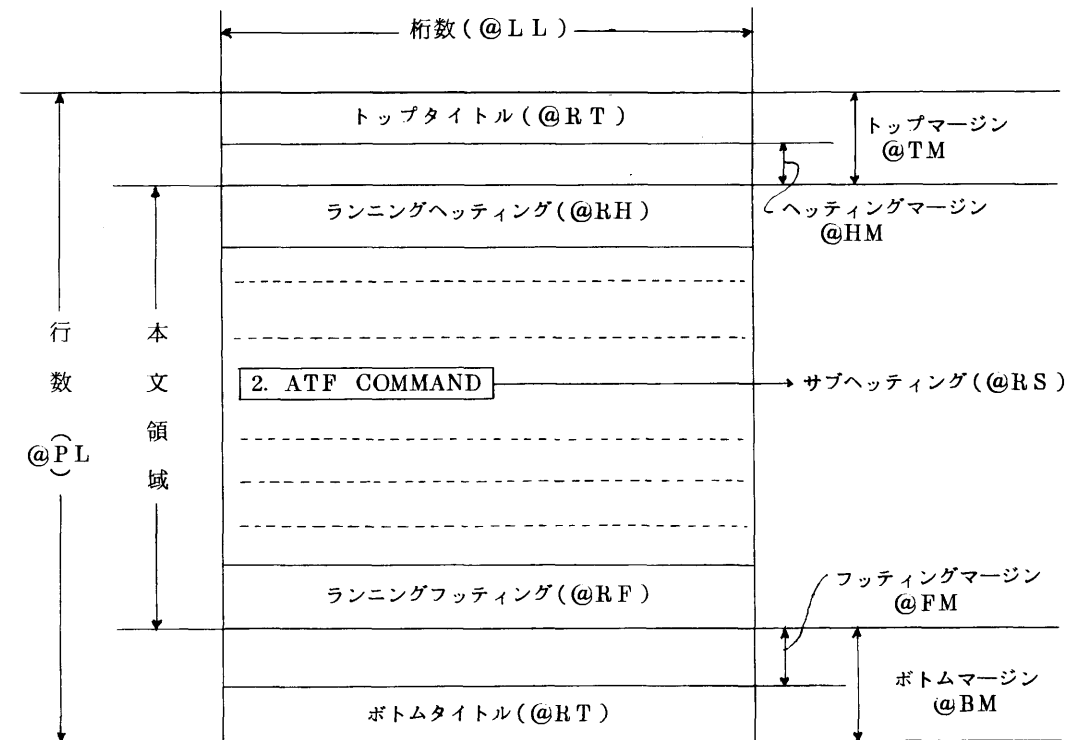 桁数(@LL)
トップタイトル(@RT)
トップマージン
@TM
ランニングヘッティング(@RH)
ヘッティングマージン
@HM
行数(@PL)
本文領域
2. ATF COMMAND
サブヘッティング(@RS)
ランニングフッティング(@RF)
フッティングマージン
@FM
ボトムタイトル(@RT)
ボトムマージン
@BM